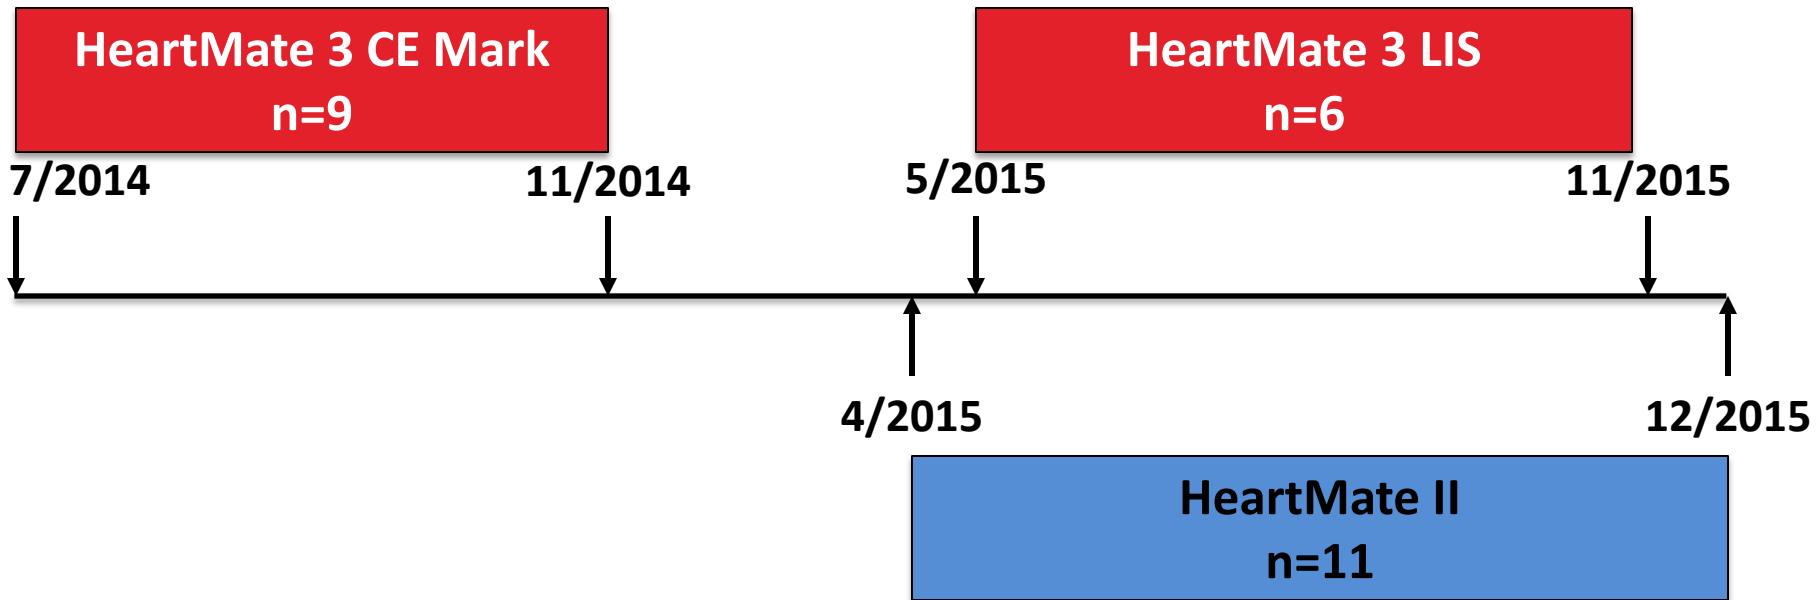 HeartMate 3 CE Mark
n=9
HeartMate 3 LIS
n=6
7/2014
11/2014
5/2015
11/2015
4/2015
12/2015
HeartMate II
n=11